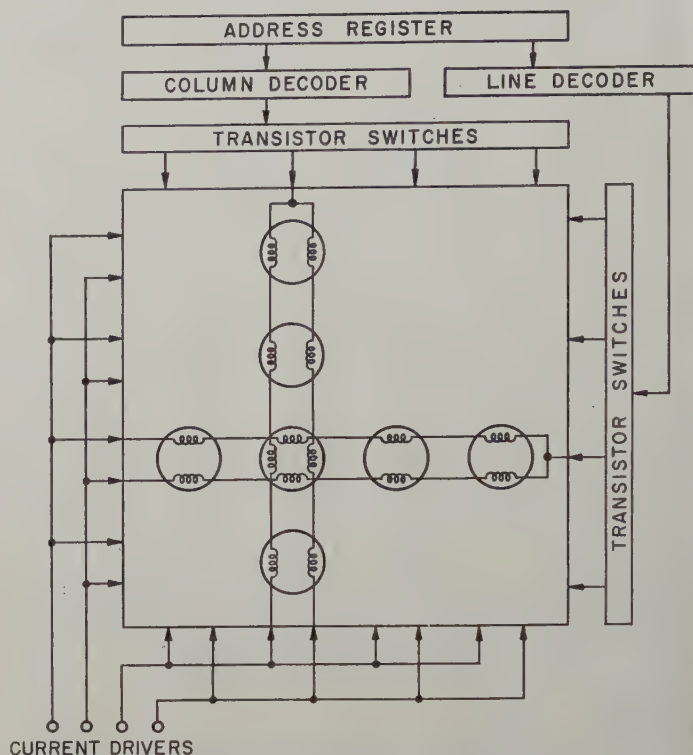 ADDRESS REGISTER
COLUMN DECODER
LINE DECODER
TRANSISTOR SWITCHES
TRANSISTOR SWITCHES
CURRENT DRIVERS